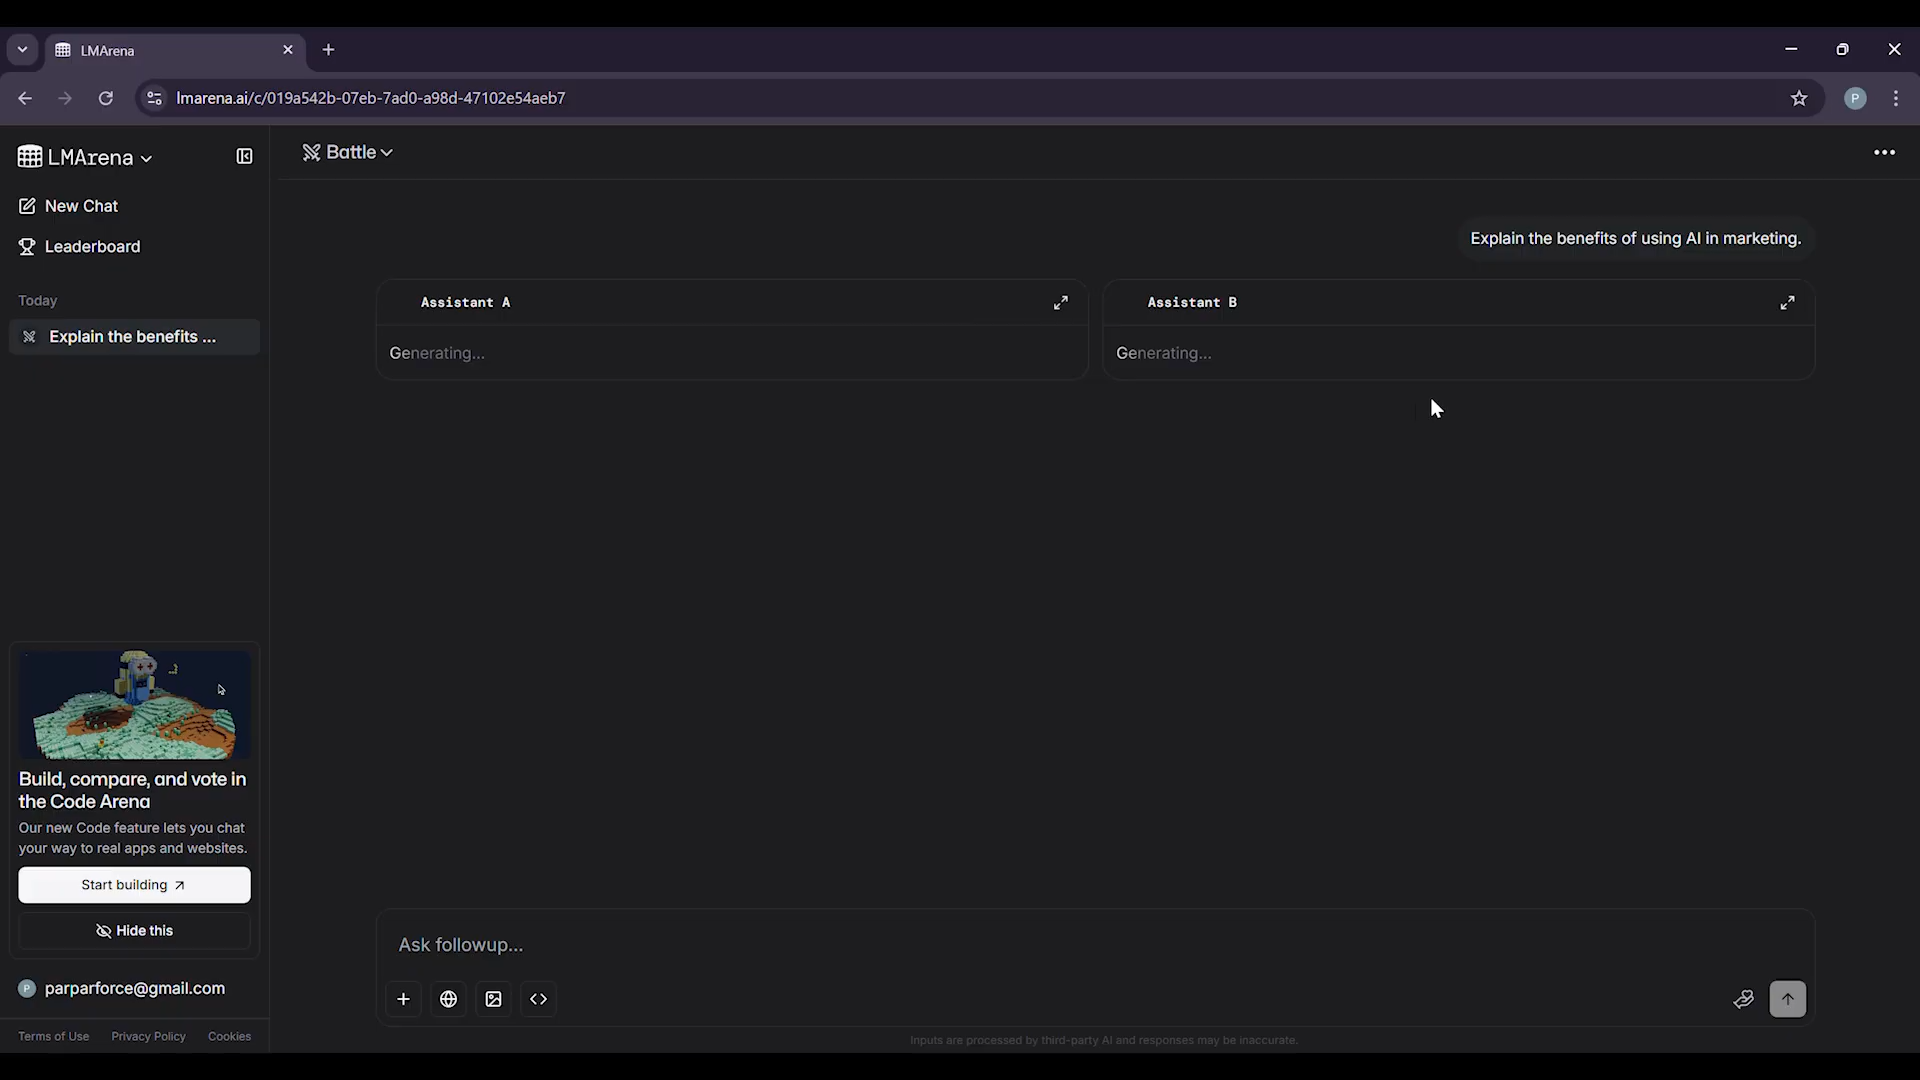 LMArena
lmarena.ai/c/019a542b-07eb-7ad0-a98d-47102e54aeb7
P
LMArena
Battle
New Chat
Leaderboard
Today
Explain the benefits ...
Explain the benefits of using AI in marketing.
Assistant A
Generating...
Assistant B
Generating...
Build, compare, and vote in
the Code Arena
Our new Code feature lets you chat
your way to real apps and websites.
Start building
Hide this
P
parparforce@gmail.com
Terms of Use Privacy Policy Cookies
Ask followup...
Inputs are processed by third-party AI and responses may be inaccurate.